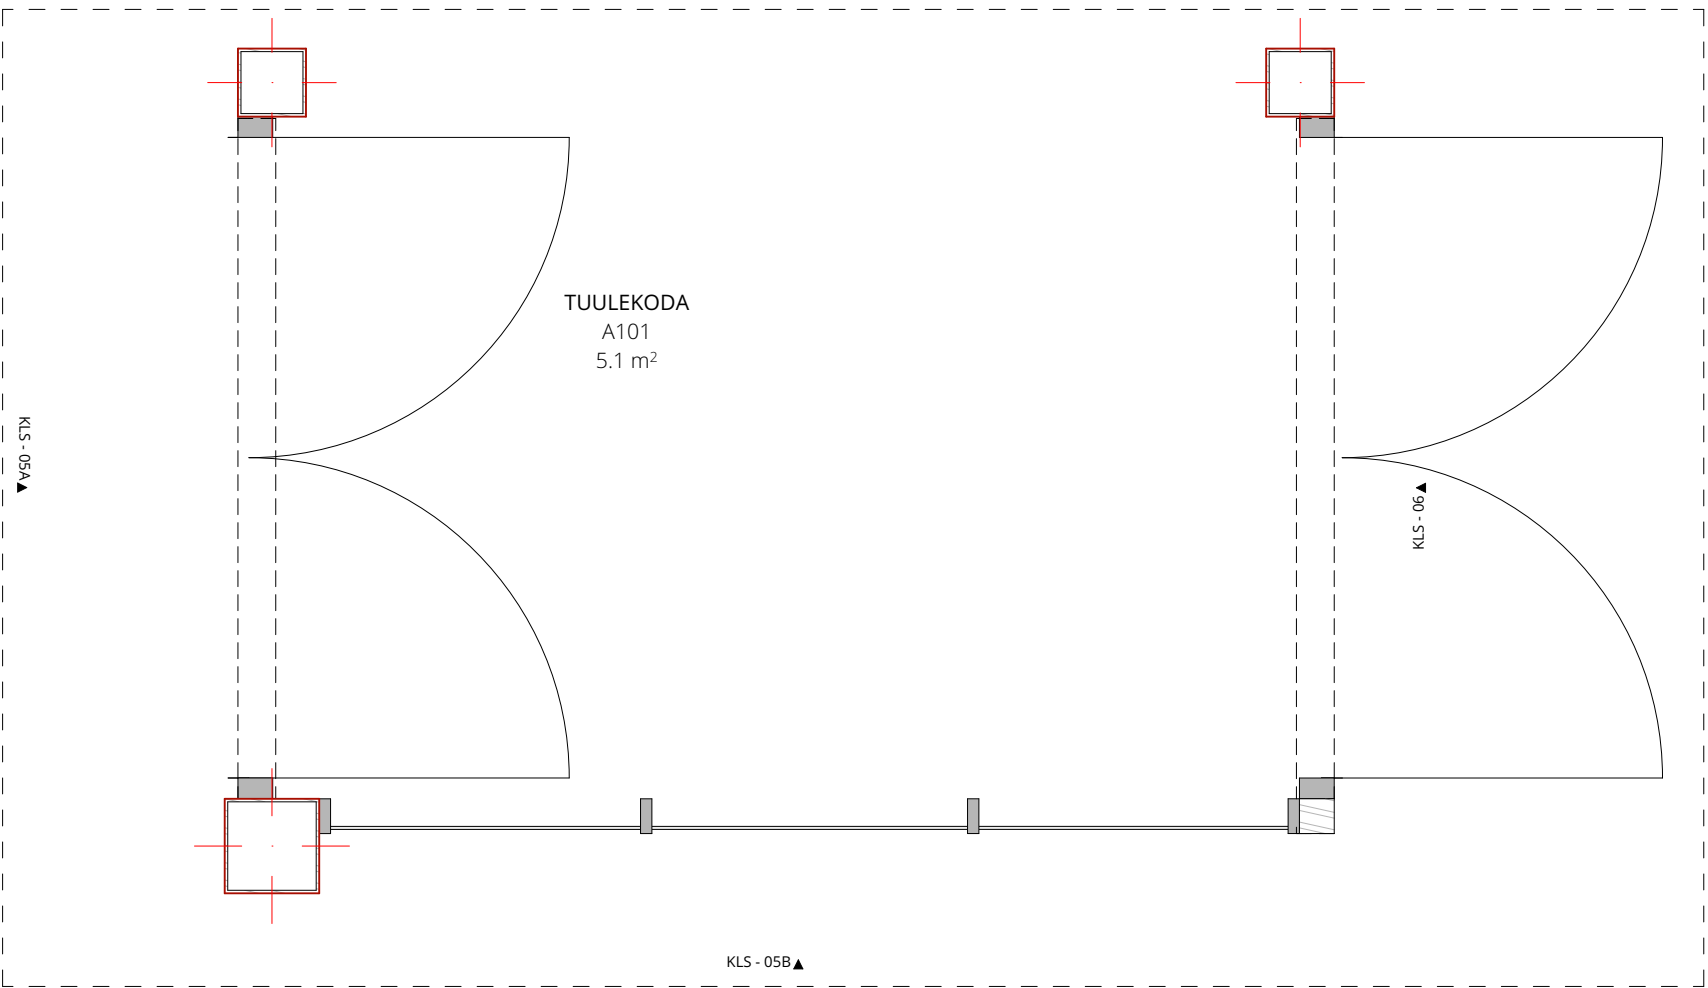 TUULEKODA
A101
5.1 m²
KLS - 05A
KLS - 06
KLS - 05B